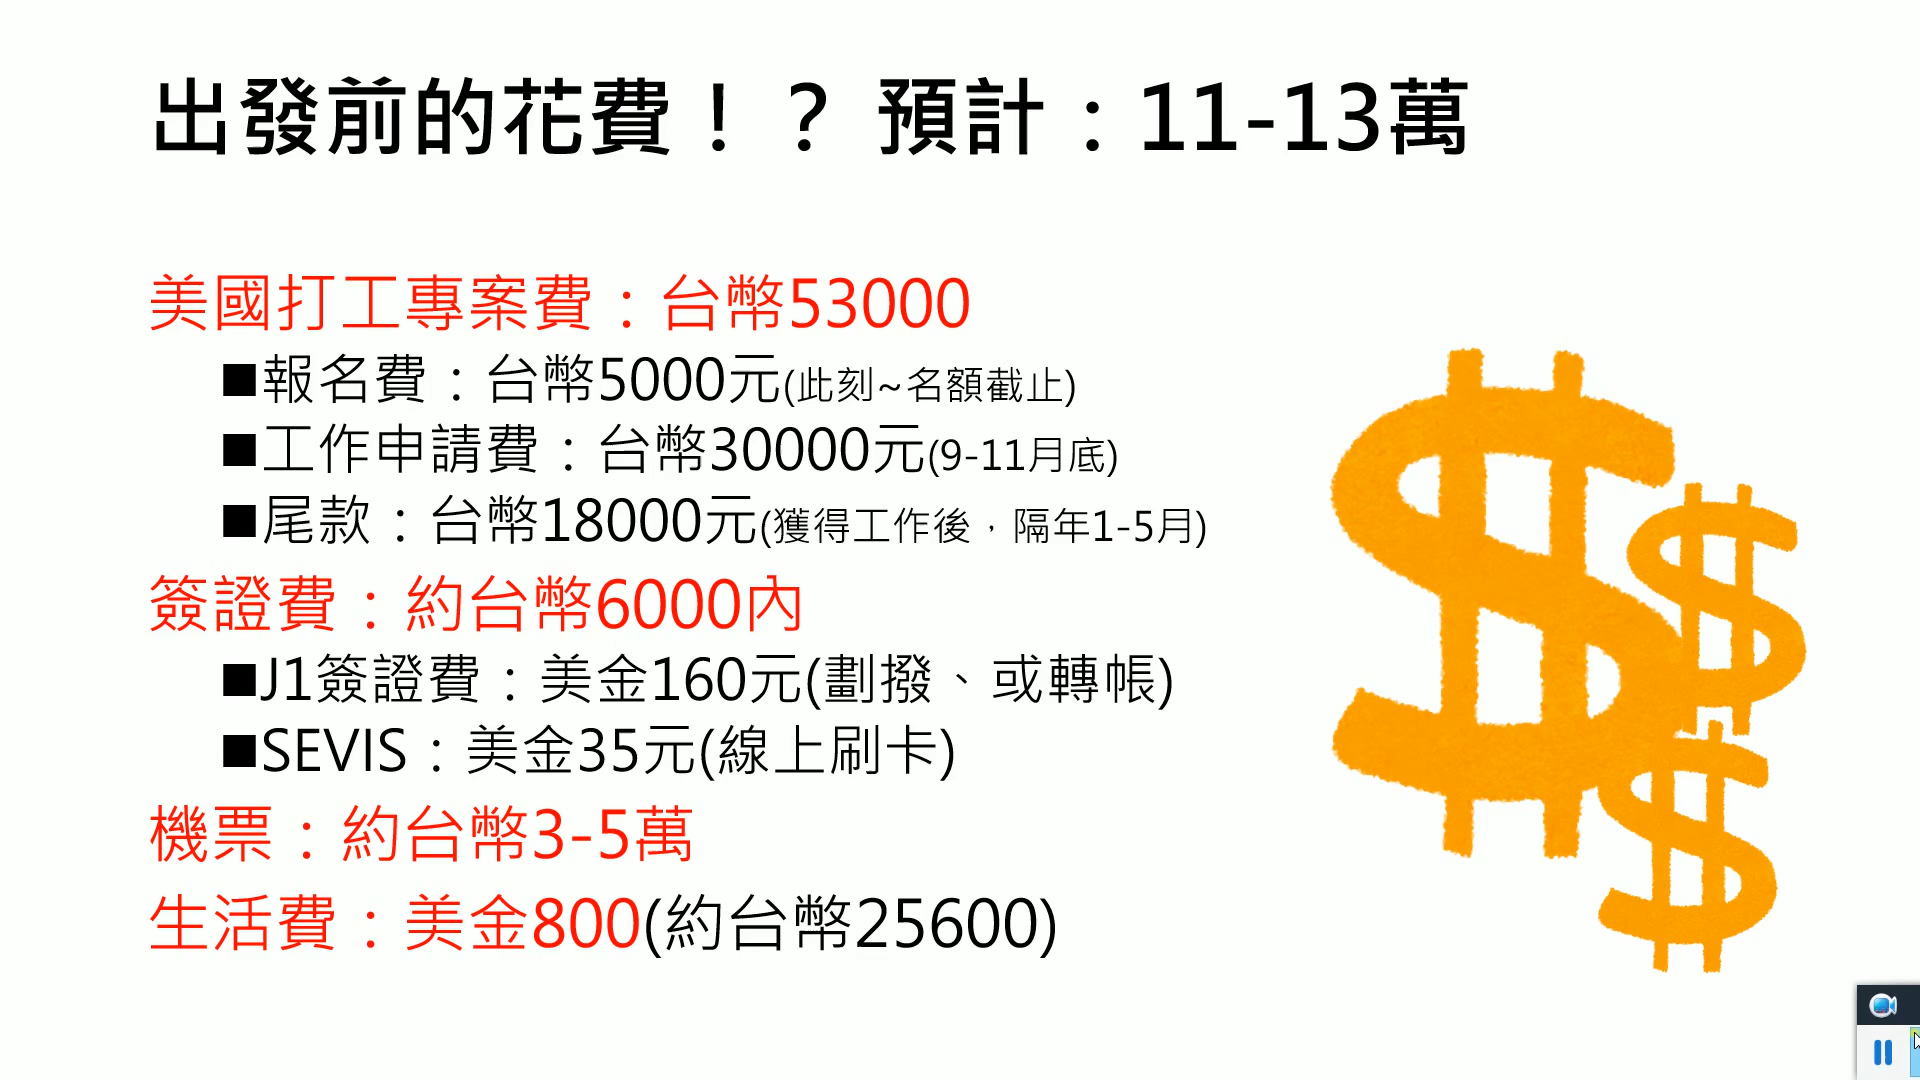 出發前的花費！？ 預計：11-13萬
美國打工專案費：台幣53000
■報名費：台幣5000元(此刻~名額截止)
■工作申請費：台幣30000元(9-11月底)
■尾款：台幣18000元(獲得工作後，隔年1-5月)
簽證費：約台幣6000內
■J1簽證費：美金160元(劃撥、或轉帳)
■SEVIS：美金35元(線上刷卡)
機票：約台幣3-5萬
生活費：美金800(約台幣25600)